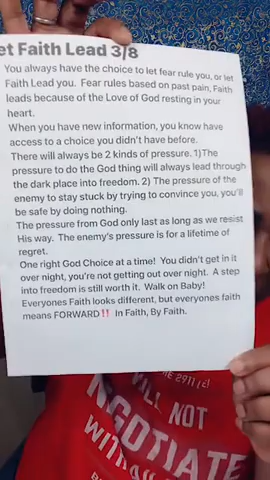 et Faith Lead 3/8
You always have the choice to let fear rule you, or let
Faith Lead you. Fear rules based on past pain, Faith
leads because of the Love of God resting in your
heart.
When you have new information, you know have
access to a choice you didn't have before.
There will always be 2 kinds of pressure. 1)The
pressure to do the God thing will always lead through
the dark place into freedom. 2) The pressure of the
enemy to stay stuck by trying to convince you, you'll
be safe by doing nothing.
The pressure from God only last as long as we resist
His way. The enemy's pressure is for a lifetime of
regret.
One right God Choice at a time! You didn't get in it
over night, you're not getting out over night. A step
into freedom is still worth it. Walk on Baby!
Everyones Faith looks different, but everyones faith
means FORWARD‼️ In Faith, By Faith.
WILL NOT
NEGOTIATE
WITH